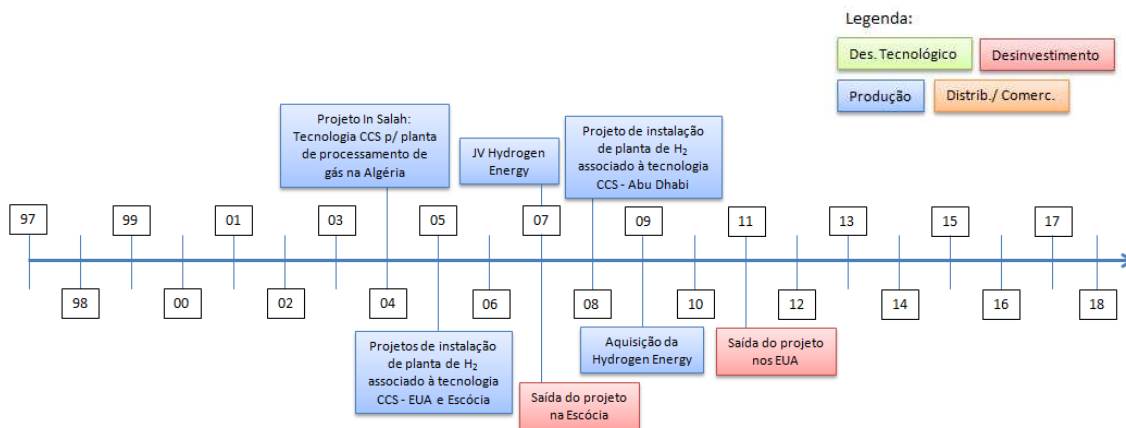 Legenda:
Des. Tecnológico
Desinvestimento
Produção
Distrib./ Comerc.
Projeto In Salah:
Tecnologia CCS p/ planta
de processamento de
gás na Algéria
JV Hydrogen
Energy
Projeto de instalação
de planta de H₂
associado à tecnologia
CCS - Abu Dhabi
97
99
01
03
05
07
09
11
13
15
17
98
00
02
04
06
08
10
12
14
16
18
Projetos de instalação
de planta de H₂
associado à tecnologia
CCS - EUA e Escócia
Saída do projeto
na Escócia
Aquisição da
Hydrogen Energy
Saída do projeto
nos EUA